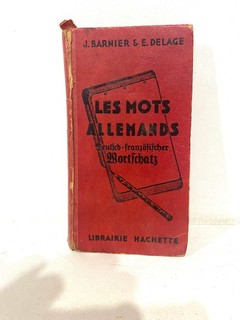 J. BARNIER & E. DELAGE
LES MOTS
ALLEMANDS
Deutsch-französischer
Wortschatz
LIBRAIRIE HACHETTE